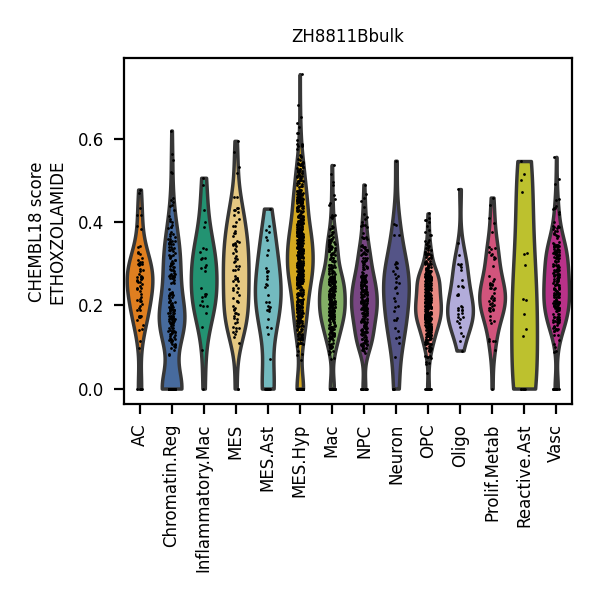 ZH8811Bbulk
CHEMBL18 score
ETHOXZOLAMIDE
0.6
0.4
0.2
0.0
AC
Chromatin.Reg
Inflammatory.Mac
MES
MES.Ast
MES.Hyp
Mac
NPC
Neuron
OPC
Oligo
Prolif.Metab
Reactive.Ast
Vasc